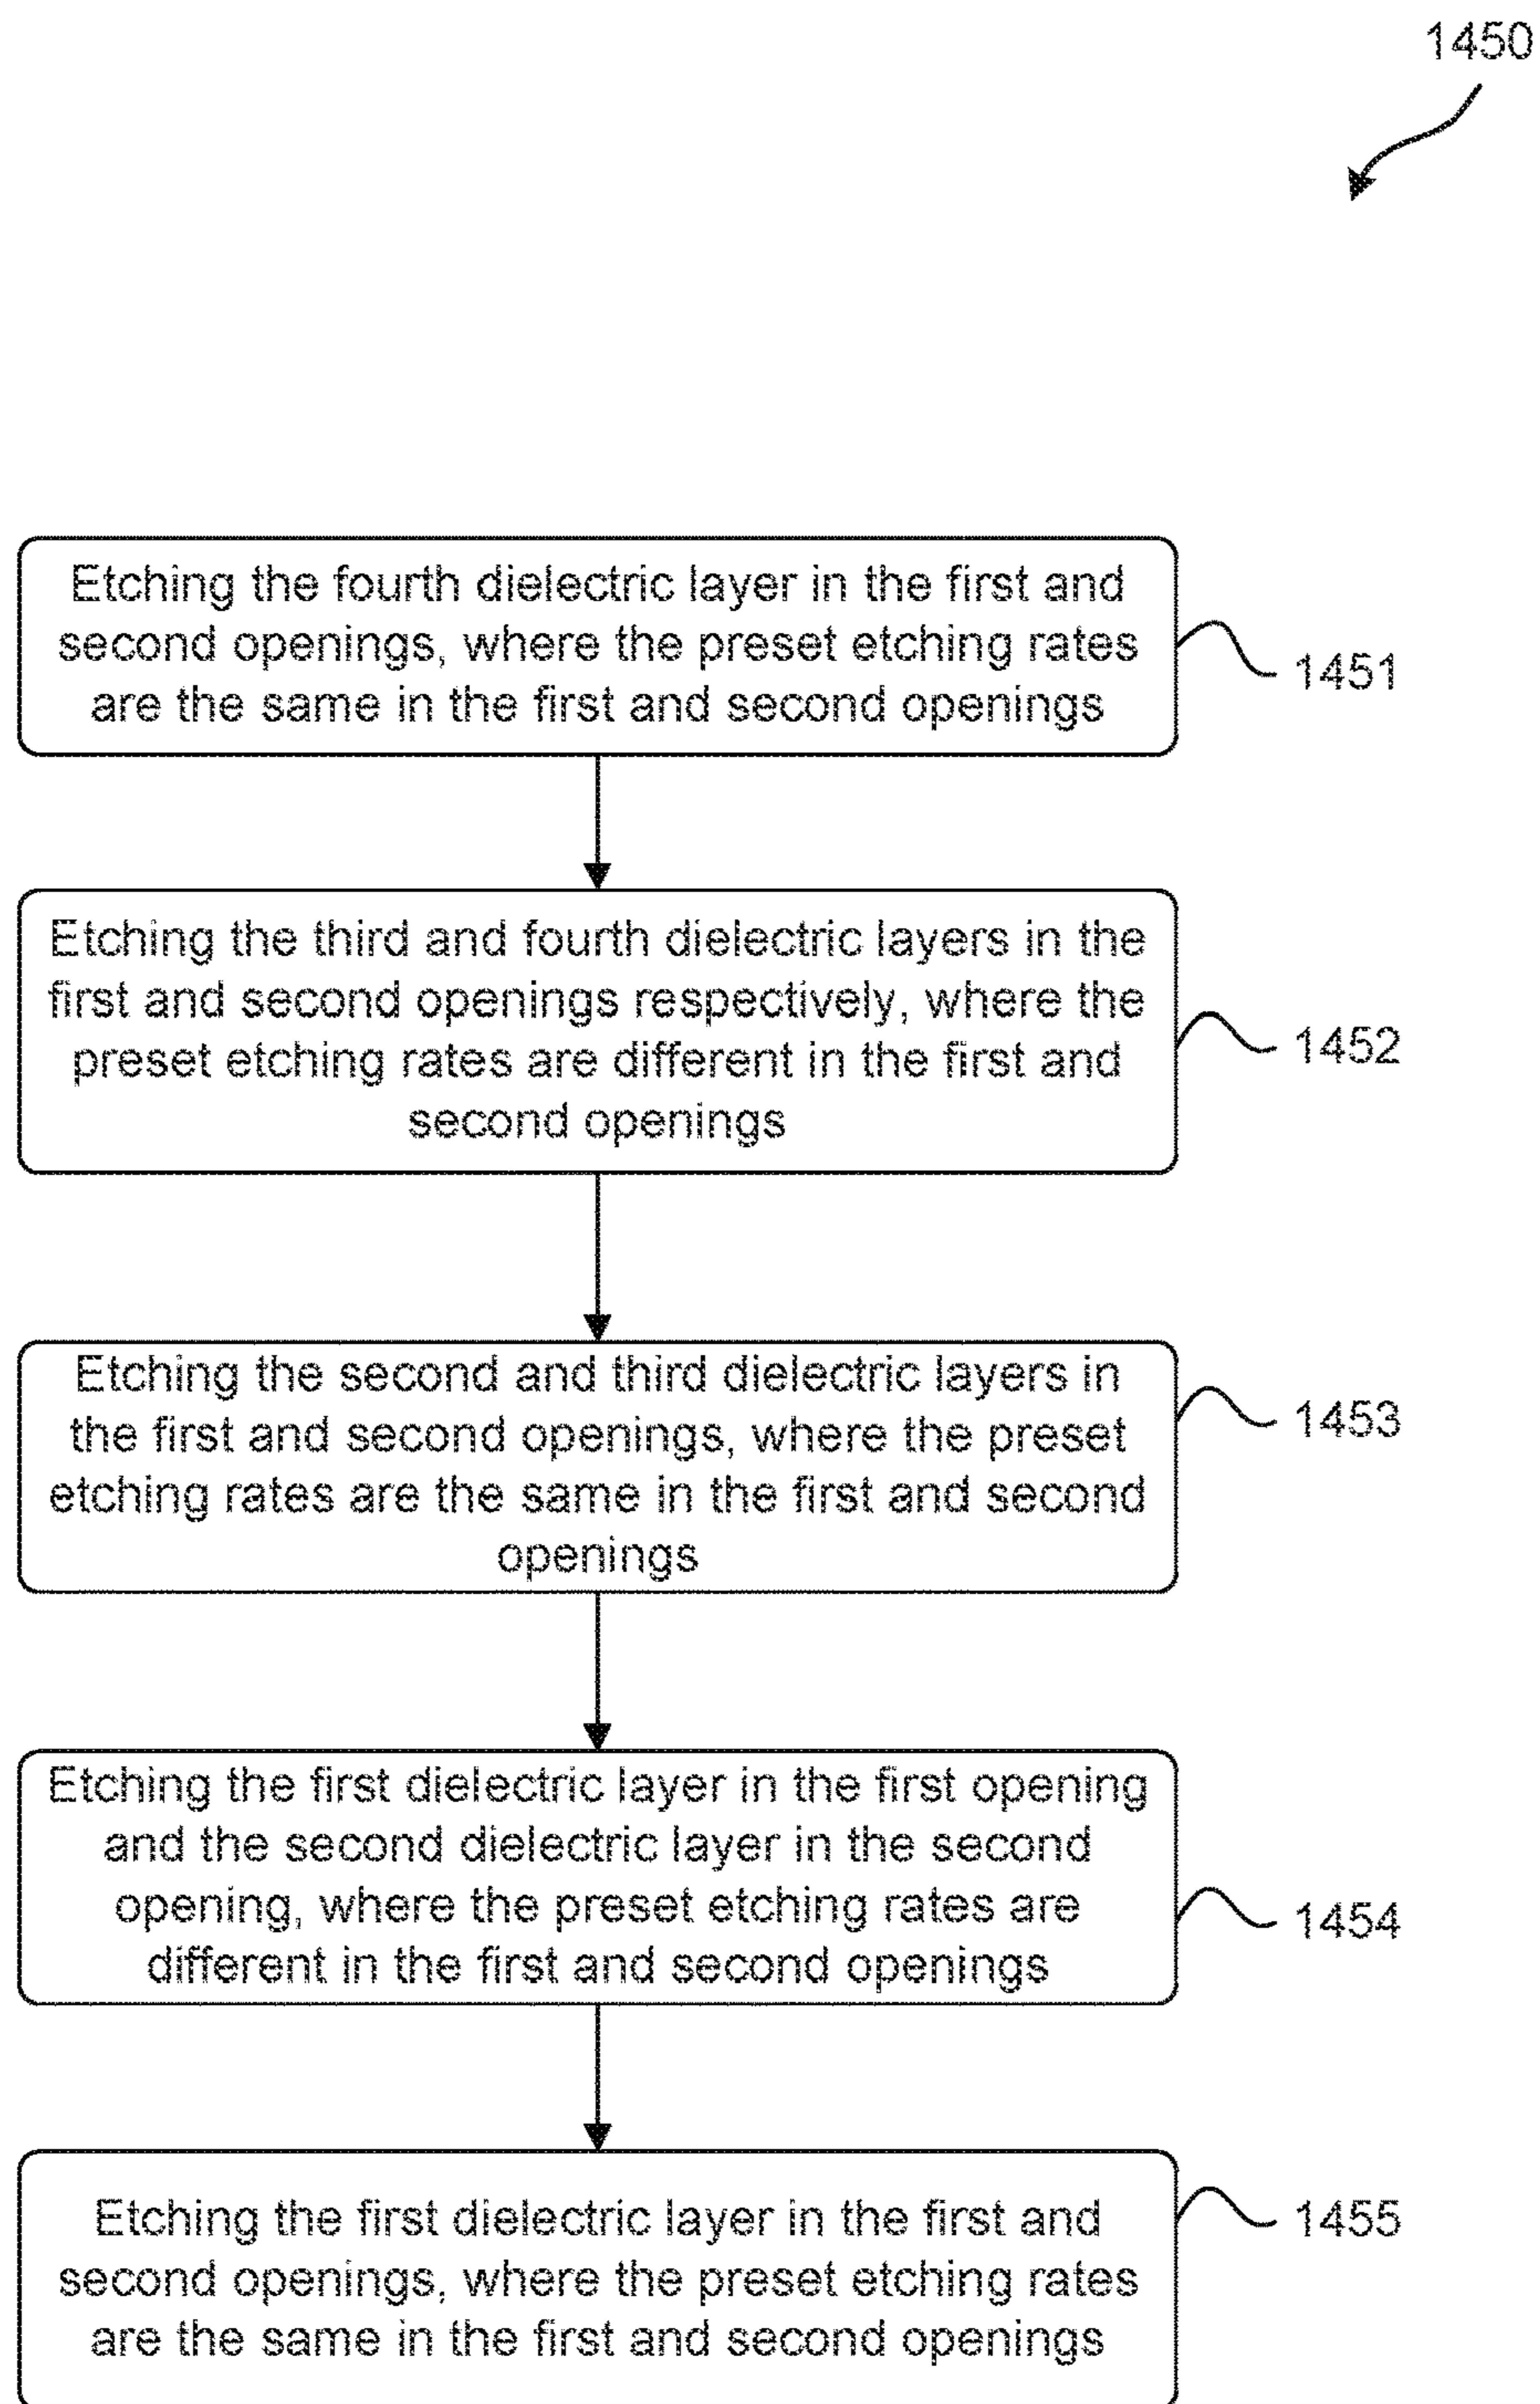 1450
Etching the fourth dielectric layer in the first and
second openings, where the preset etching rates
are the same in the first and second openings
1451
Etching the third and fourth dielectric layers in the
first and second openings respectively, where the
preset etching rates are different in the first and
second openings
1452
Etching the second and third dielectric layers in
the first and second openings, where the preset
etching rates are the same in the first and second
openings
1453
Etching the first dielectric layer in the first opening
and the second dielectric layer in the second
opening, where the preset etching rates are
different in the first and second openings
1454
Etching the first dielectric layer in the first and
second openings, where the preset etching rates
are the same in the first and second openings
1455